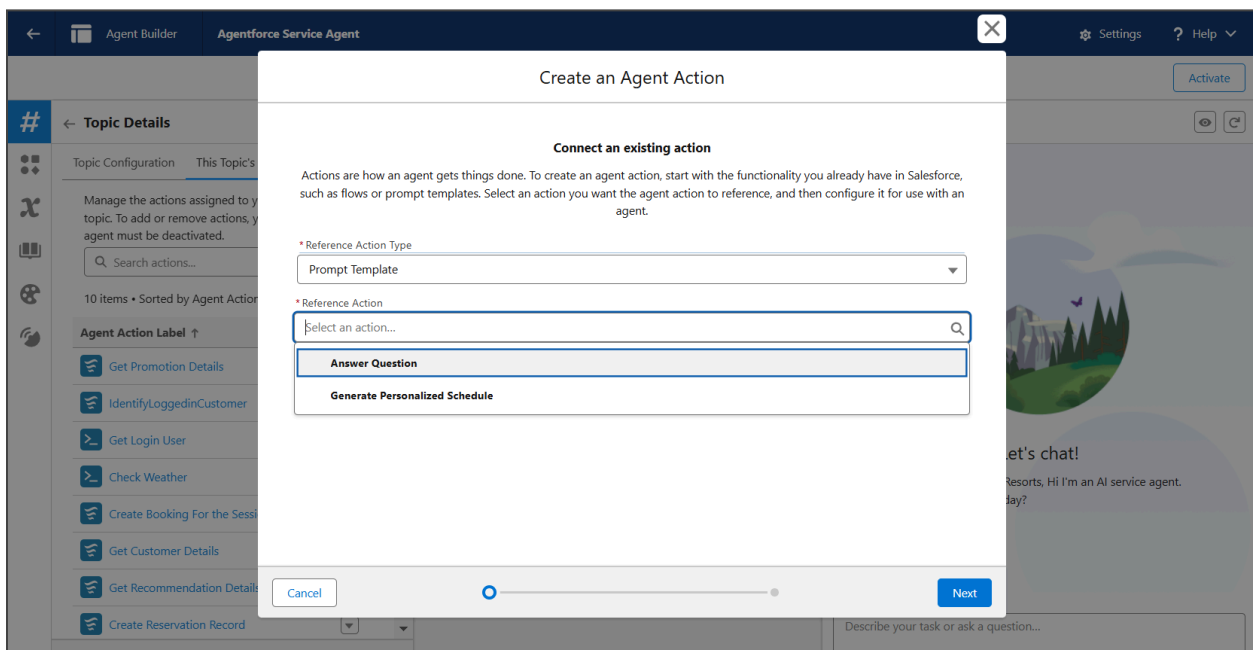 Agent Builder
Agentforce Service Agent
Settings
? Help
Activate
Create an Agent Action
Topic Details
Topic Configuration
This Topic's
Manage the actions assigned to y
topic. To add or remove actions, y
agent must be deactivated.
Search actions...
10 items • Sorted by Agent Action
Agent Action Label ↑
Get Promotion Details
IdentifyLoggedinCustomer
Get Login User
Check Weather
Create Booking For the Sessi
Get Customer Details
Get Recommendation Details
Create Reservation Record
Connect an existing action
Actions are how an agent gets things done. To create an agent action, start with the functionality you already have in Salesforce,
such as flows or prompt templates. Select an action you want the agent action to reference, and then configure it for use with an
agent.
* Reference Action Type
Prompt Template
* Reference Action
Select an action...
Answer Question
Generate Personalized Schedule
Cancel
Next
Let's chat!
Resorts, Hi I'm an AI service agent.
day?
Describe your task or ask a question...